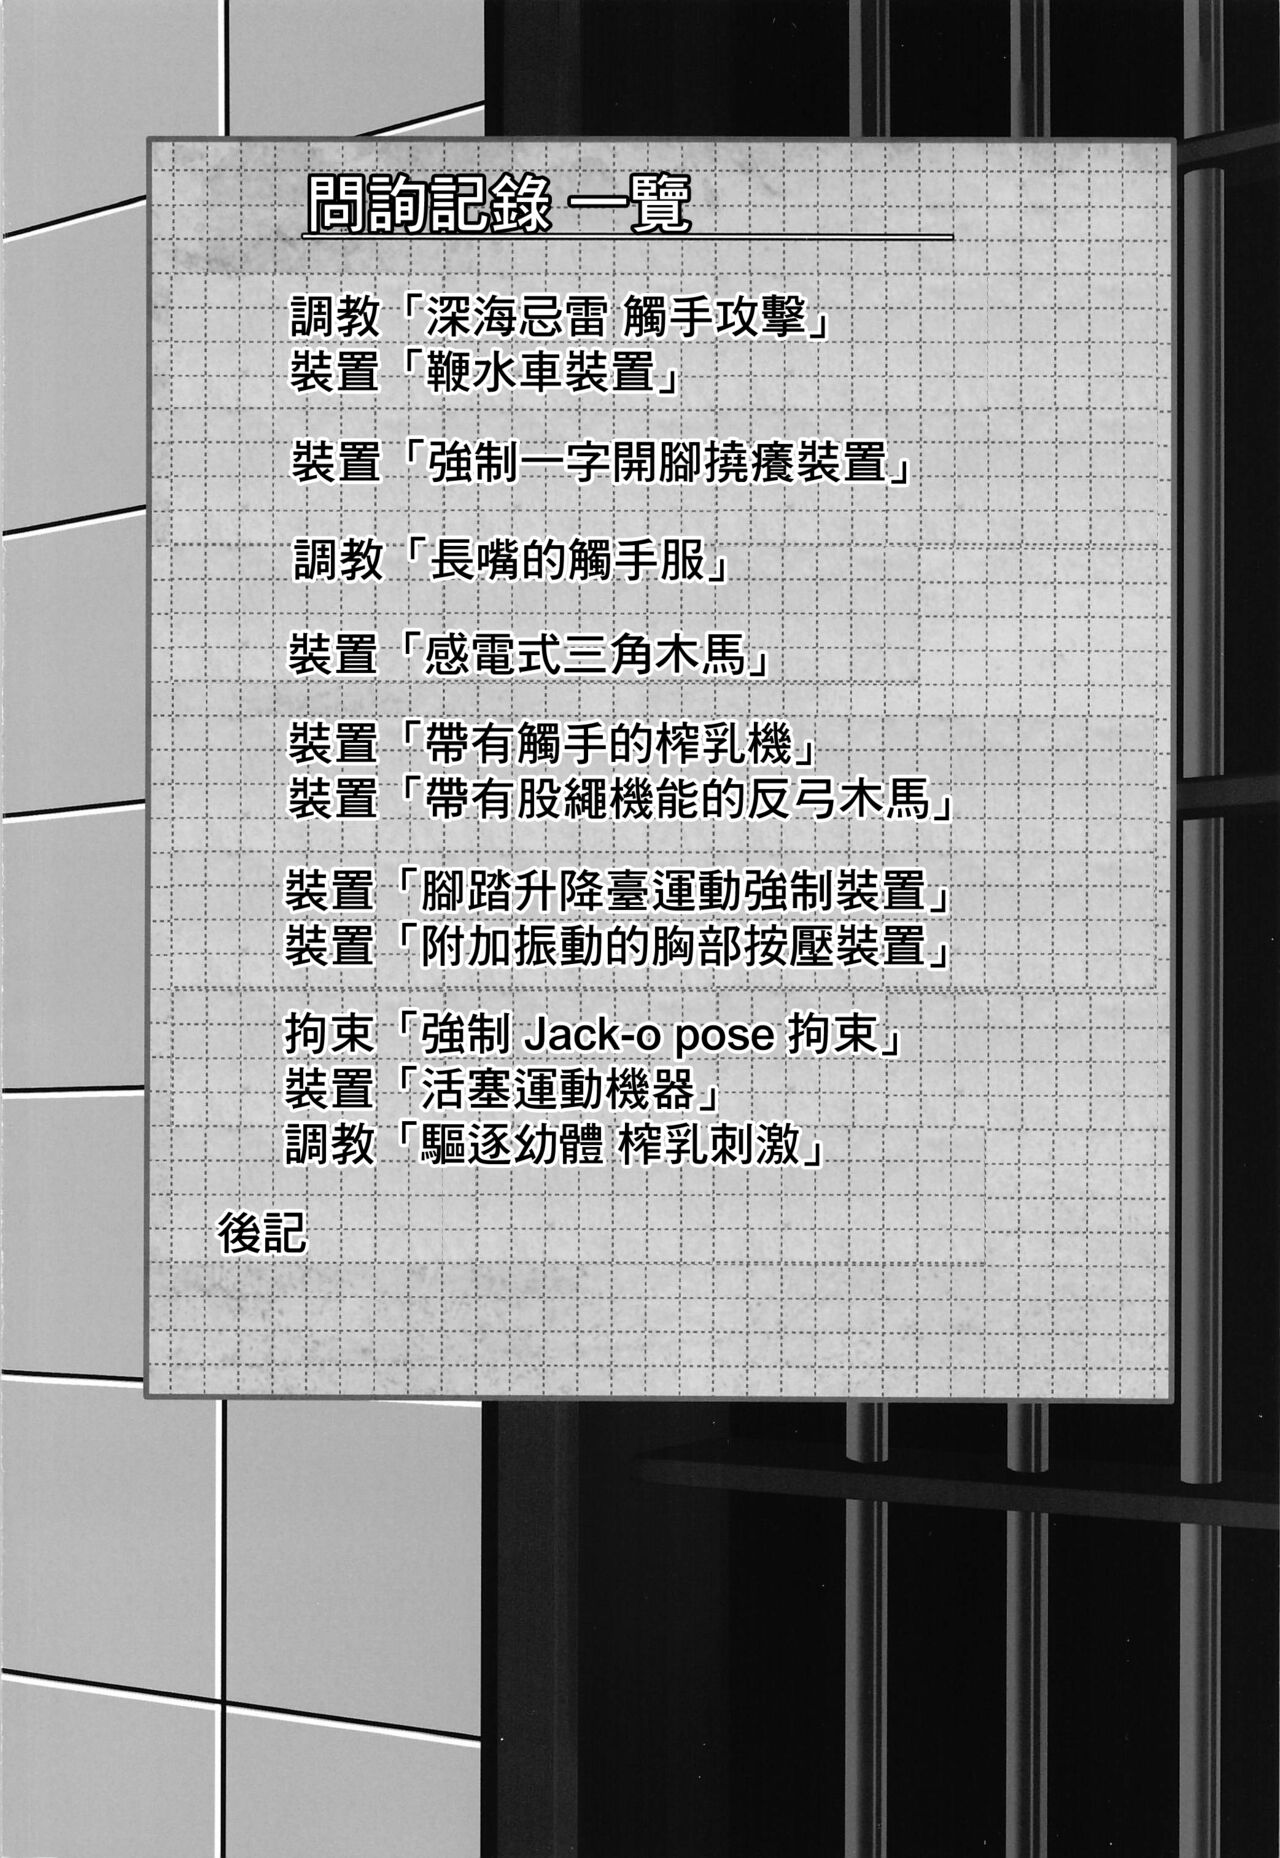 問詢記錄 一覽
調教「深海忌雷 觸手攻擊」
裝置「鞭水車裝置」
裝置「強制一字開腳撓癢裝置」
調教「長嘴的觸手服」
裝置「感電式三角木馬」
裝置「帶有觸手的榨乳機」
裝置「帶有股繩機能的反弓木馬」
裝置「腳踏升降臺運動強制裝置」
裝置「附加振動的胸部按壓裝置」
拘束「強制 Jack-o pose 拘束」
裝置「活塞運動機器」
調教「驅逐幼體 榨乳刺激」
後記